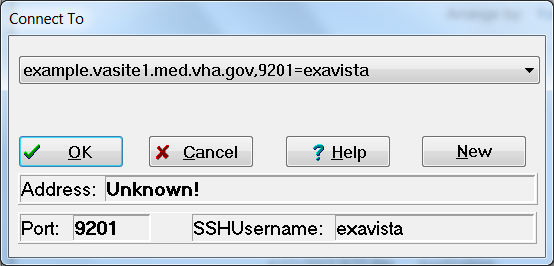 Connect To
example.vasite1.med.vha.gov,9201=exavista
OK Cancel Help New
Address: Unknown!
Port: 9201 SSHUsername: exavista